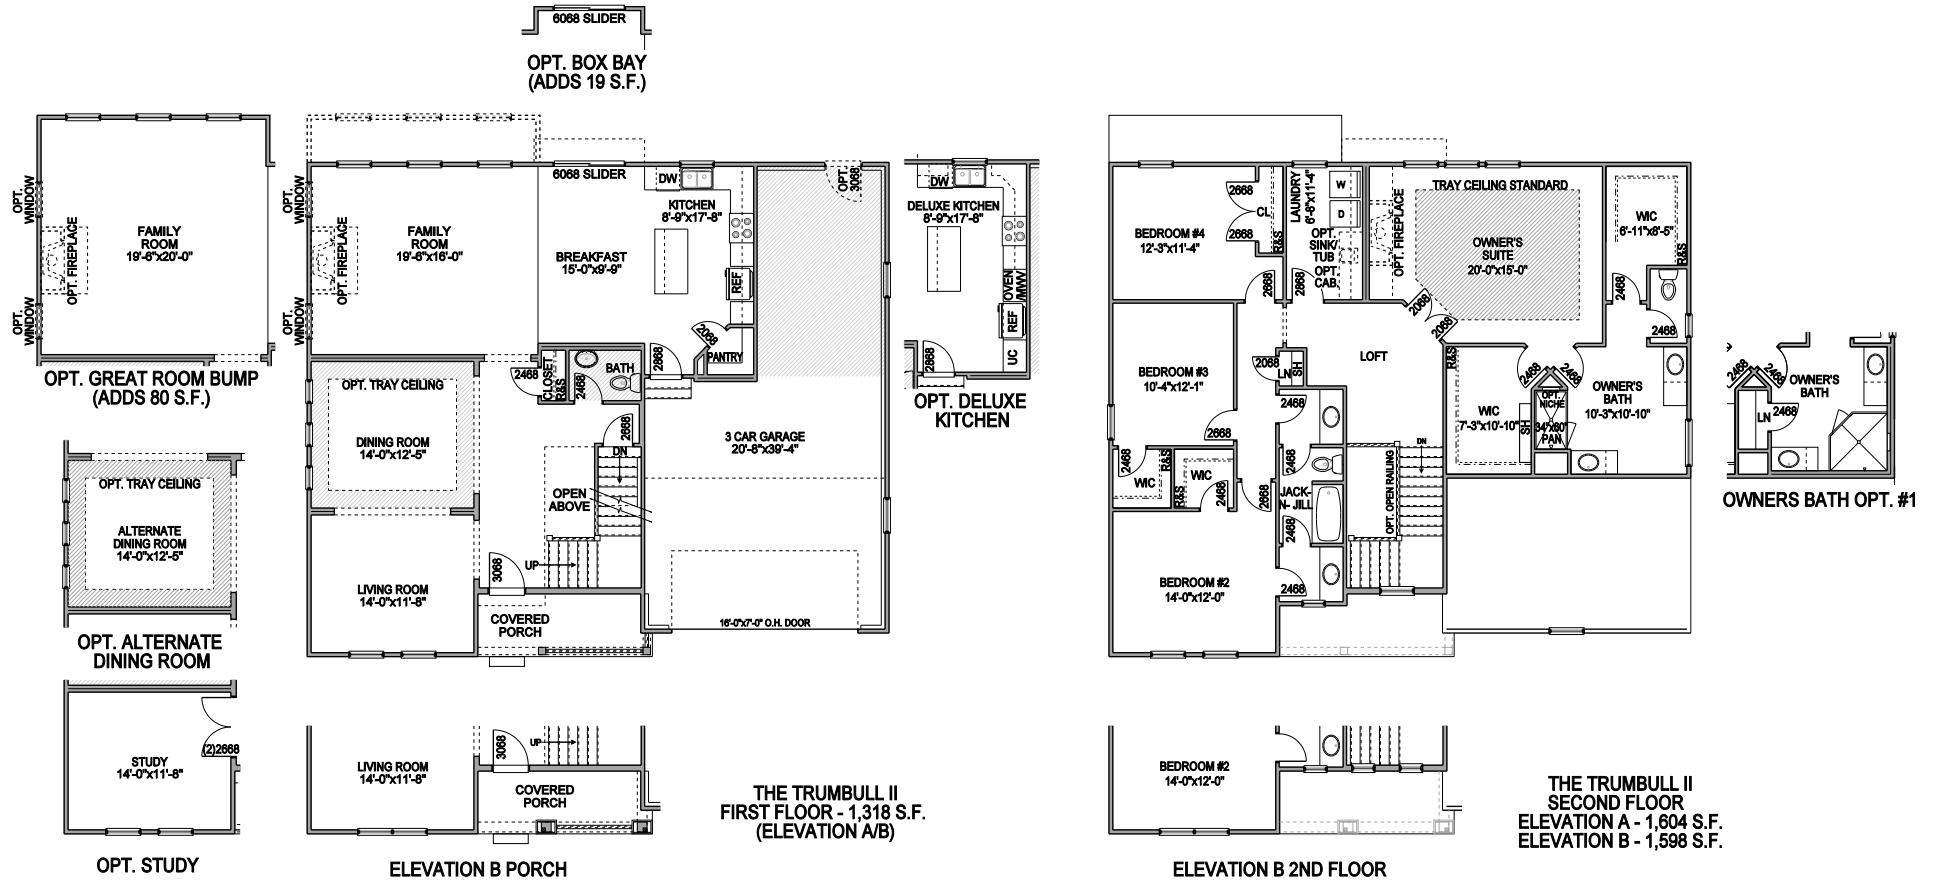 6068 SLIDER
OPT. BOX BAY
(ADDS 19 S.F.)
OPT. WINDOW
OPT. FIREPLACE
OPT. WINDOW
FAMILY
ROOM
19'-6"x20'-0"
OPT. GREAT ROOM BUMP
(ADDS 80 S.F.)
OPT. TRAY CEILING
ALTERNATE
DINING ROOM
14'-0"x12'-5"
OPT. ALTERNATE
DINING ROOM
(2)2668
STUDY
14'-0"x11'-8"
OPT. STUDY
OPT. WINDOW
OPT. FIREPLACE
OPT. WINDOW
FAMILY
ROOM
19'-6"x16'-0"
6068 SLIDER
DW
KITCHEN
8'-9"x17'-8"
BREAKFAST
15'-0"x9'-9"
REF
2068
PANTRY
2868
OPT.
3068
OPT. TRAY CEILING
2468
CLOSET
R&S
BATH
2468
DINING ROOM
14'-0"x12'-5"
2668
DN
OPEN
ABOVE
3 CAR GARAGE
20'-8"x39'-4"
UP
3068
LIVING ROOM
14'-0"x11'-8"
COVERED
PORCH
16'-0"x7'-0" O.H. DOOR
3068
UP
LIVING ROOM
14'-0"x11'-8"
COVERED
PORCH
ELEVATION B PORCH
THE TRUMBULL II
FIRST FLOOR - 1,318 S.F.
(ELEVATION A/B)
DW
DELUXE KITCHEN
8'-9"x17'-8"
OVEN
/MW
REF
UC
2868
OPT. DELUXE
KITCHEN
BEDROOM #4
12'-3"x11'-4"
2668
CL
2668
R&S
LAUNDRY
6'-8"x11'-4"
W
D
OPT.
SINK/
TUB
OPT.
CAB.
2868
2668
TRAY CEILING STANDARD
OPT. FIREPLACE
OWNER'S
SUITE
20'-0"x15'-0"
2068
2068
WIC
6'-11"x8'-5"
R&S
2468
2468
LOFT
BEDROOM #3
10'-4"x12'-1"
2068
LN
SH
2468
2668
2468
R&S
WIC
WIC
R&S
2468
2668
2468
JACK-
N- JILL
2468
2468
OPT. OPEN RAILING
DN
R&S
WIC
7'-3"x10'-10"
SH
2468
2468
OPT.
NICHE
34"x60"
PAN
OWNER'S
BATH
10'-3"x10'-10"
BEDROOM #2
14'-0"x12'-0"
BEDROOM #2
14'-0"x12'-0"
ELEVATION B 2ND FLOOR
2468
2468
OWNER'S
BATH
LN
2468
OWNERS BATH OPT. #1
THE TRUMBULL II
SECOND FLOOR
ELEVATION A - 1,604 S.F.
ELEVATION B - 1,598 S.F.